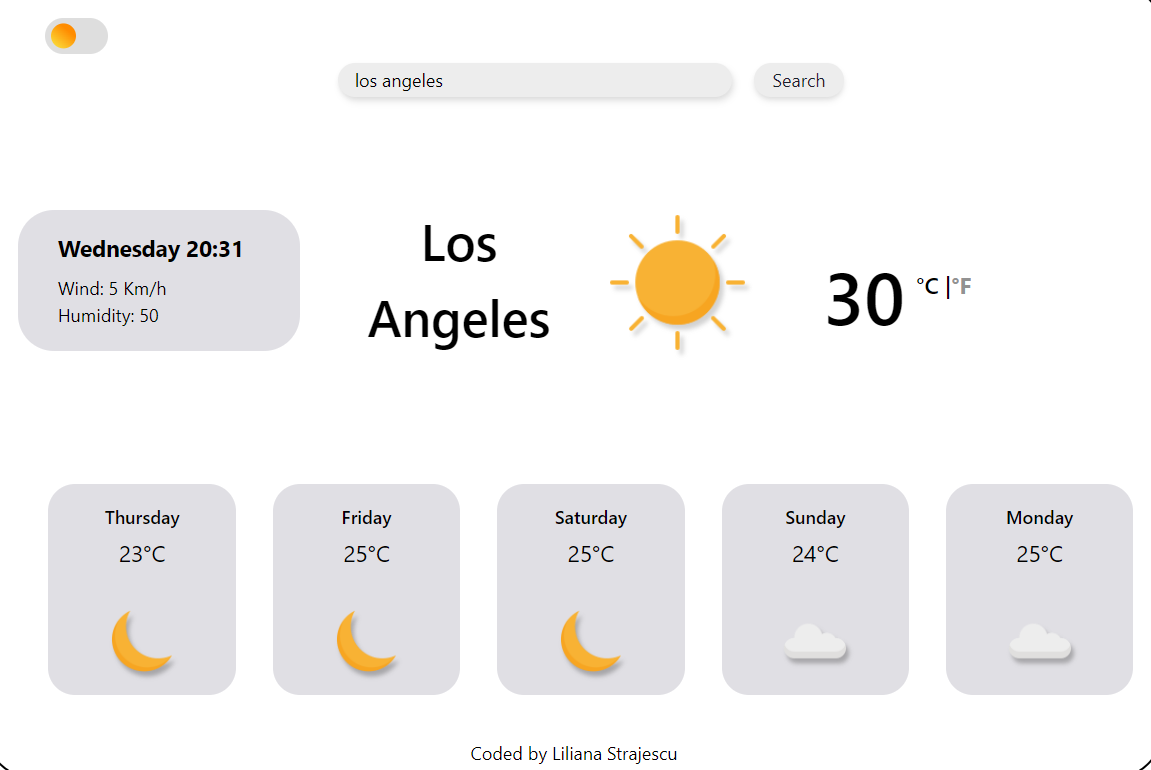 los angeles
Search
Wednesday 20:31
Wind: 5 Km/h
Humidity: 50
Los
Angeles
30 °C |°F
Thursday
23°C
Friday
25°C
Saturday
25°C
Sunday
24°C
Monday
25°C
Coded by Liliana Strajescu